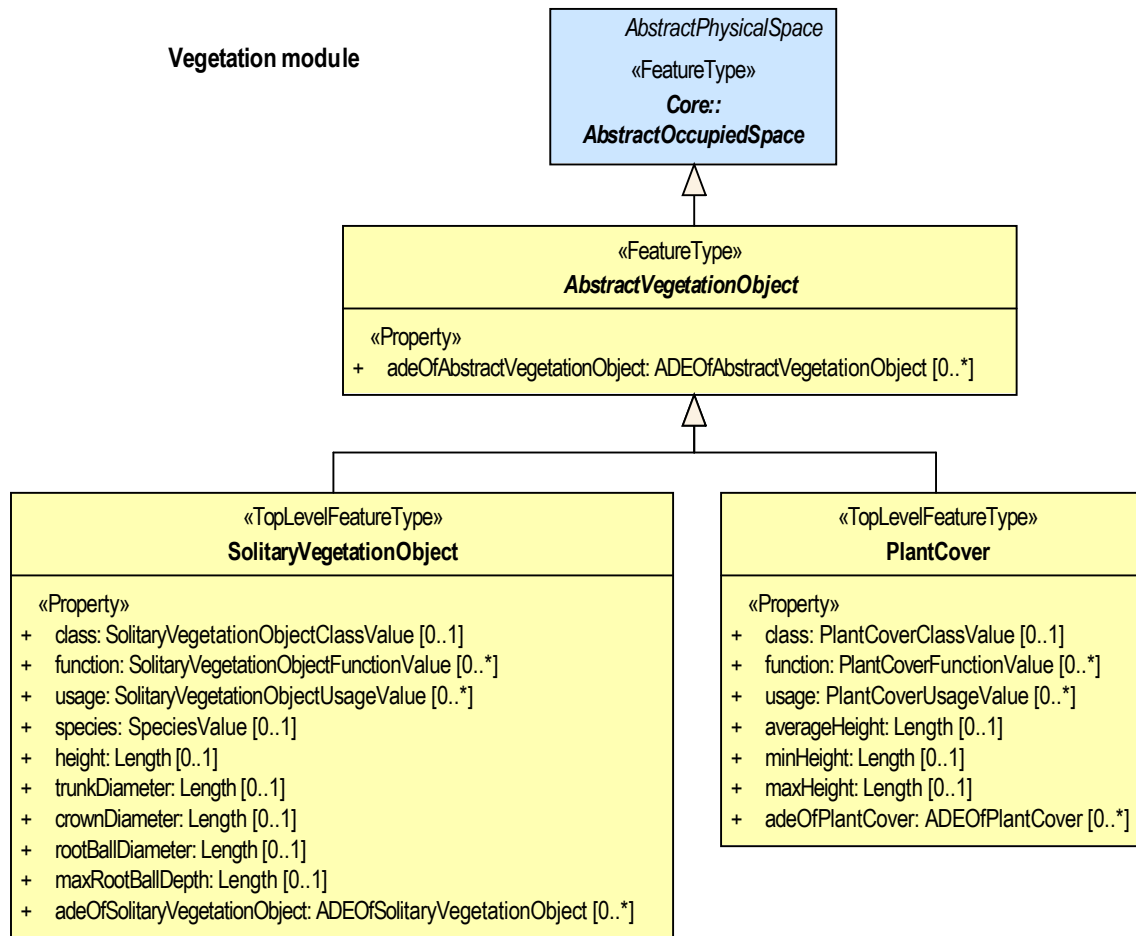 Vegetation module
AbstractPhysicalSpace
«FeatureType»
Core::
AbstractOccupiedSpace
«FeatureType»
AbstractVegetationObject
«Property»
+ adeOfAbstractVegetationObject: ADEOfAbstractVegetationObject [0..*]
«TopLevelFeatureType»
SolitaryVegetationObject
«Property»
+ class: SolitaryVegetationObjectClassValue [0..1]
+ function: SolitaryVegetationObjectFunctionValue [0..*]
+ usage: SolitaryVegetationObjectUsageValue [0..*]
+ species: SpeciesValue [0..1]
+ height: Length [0..1]
+ trunkDiameter: Length [0..1]
+ crownDiameter: Length [0..1]
+ rootBallDiameter: Length [0..1]
+ maxRootBallDepth: Length [0..1]
+ adeOfSolitaryVegetationObject: ADEOfSolitaryVegetationObject [0..*]
«TopLevelFeatureType»
PlantCover
«Property»
+ class: PlantCoverClassValue [0..1]
+ function: PlantCoverFunctionValue [0..*]
+ usage: PlantCoverUsageValue [0..*]
+ averageHeight: Length [0..1]
+ minHeight: Length [0..1]
+ maxHeight: Length [0..1]
+ adeOfPlantCover: ADEOfPlantCover [0..*]